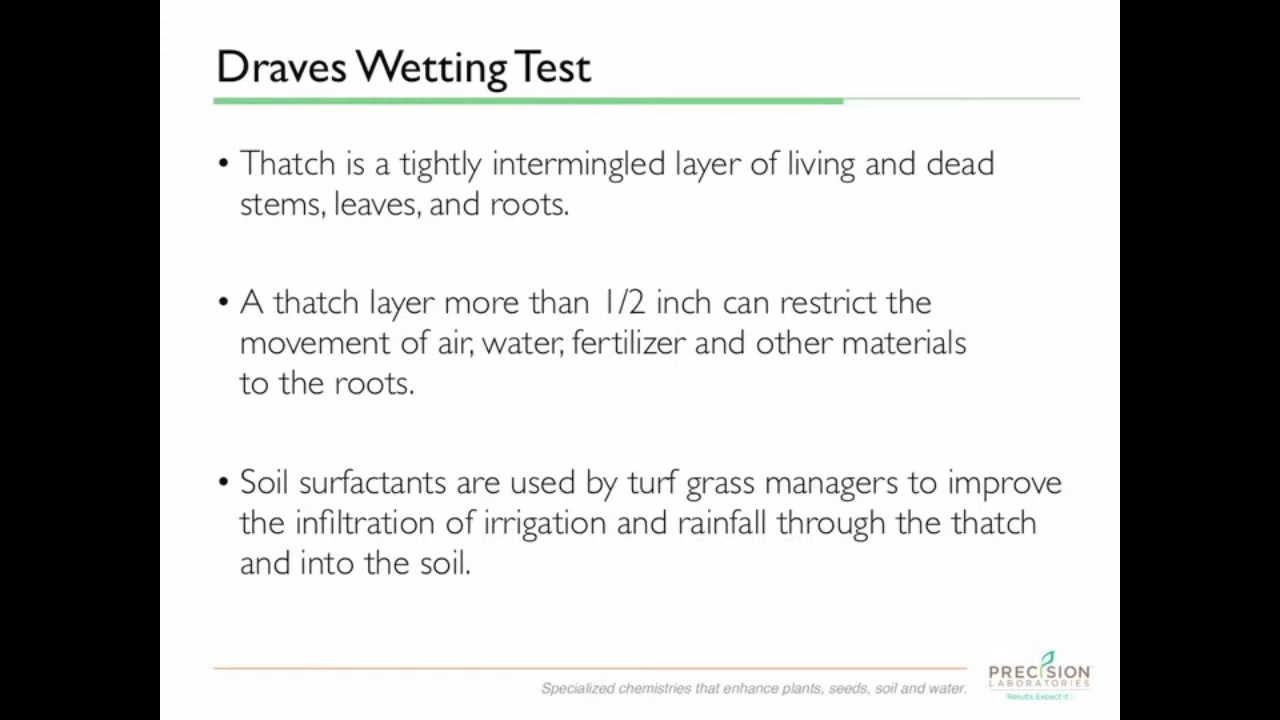 Draves Wetting Test
• Thatch is a tightly intermingled layer of living and dead
stems, leaves, and roots.
• A thatch layer more than 1/2 inch can restrict the
movement of air, water, fertilizer and other materials
to the roots.
• Soil surfactants are used by turf grass managers to improve
the infiltration of irrigation and rainfall through the thatch
and into the soil.
Specialized chemistries that enhance plants, seeds, soil and water.
PRECISION
LABORATORIES
Results Expect it